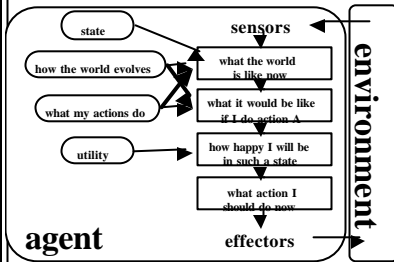 state
sensors
how the world evolves
what the world
is like now
what my actions do
what it would be like
if I do action A
utility
how happy I will be
in such a state
what action I
should do now
agent
effectors
environment